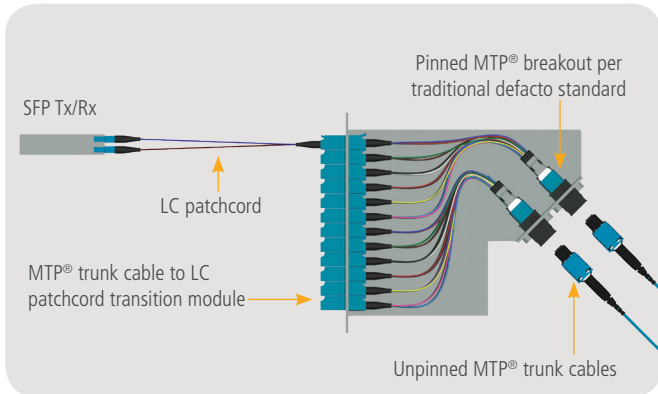 Pinned MTP® breakout per
traditional defacto standard
SFP Tx/Rx
LC patchcord
MTP® trunk cable to LC
patchcord transition module
Unpinned MTP® trunk cables